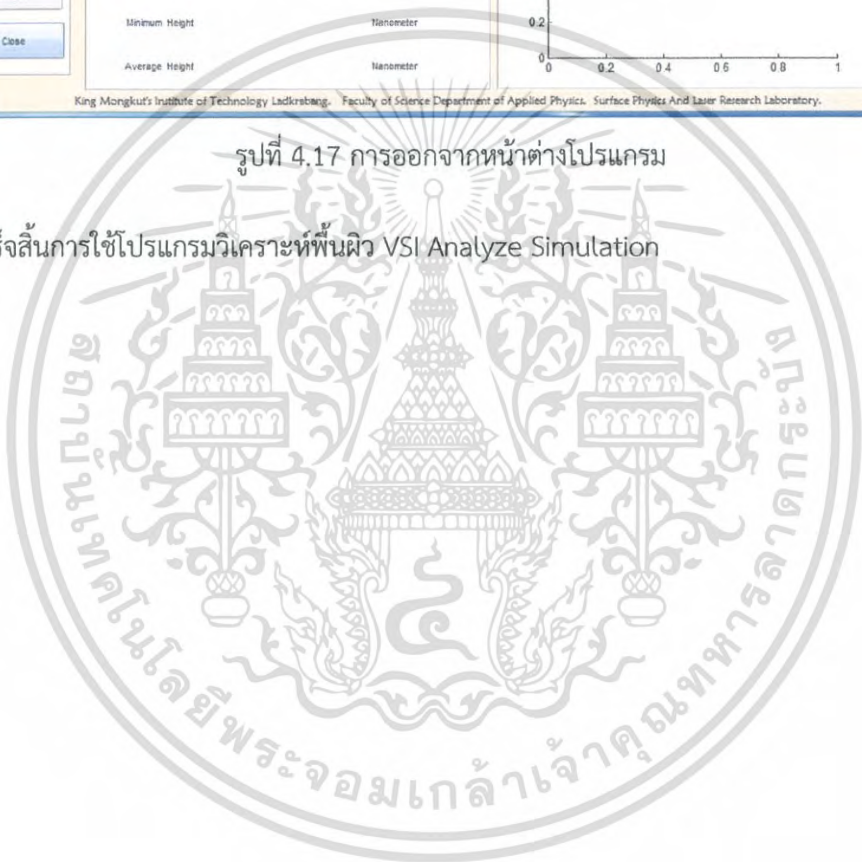 Minimum Height Nanometer 0.2
Close
Average Height Nanometer
0
0 0.2 0.4 0.6 0.8 1
King Mongkut's Institute of Technology Ladkrabang. Faculty of Science Department of Applied Physics. Surface Physics And Laser Research Laboratory.
รูปที่ 4.17 การออกจากหน้าต่างโปรแกรม
จสิ้นการใช้โปรแกรมวิเคราะห์พื้นผิว VSI Analyze Simulation
สถาบันเทคโนโลยีพระจอมเกล้าเจ้าคุณทหารลาดกระบัง